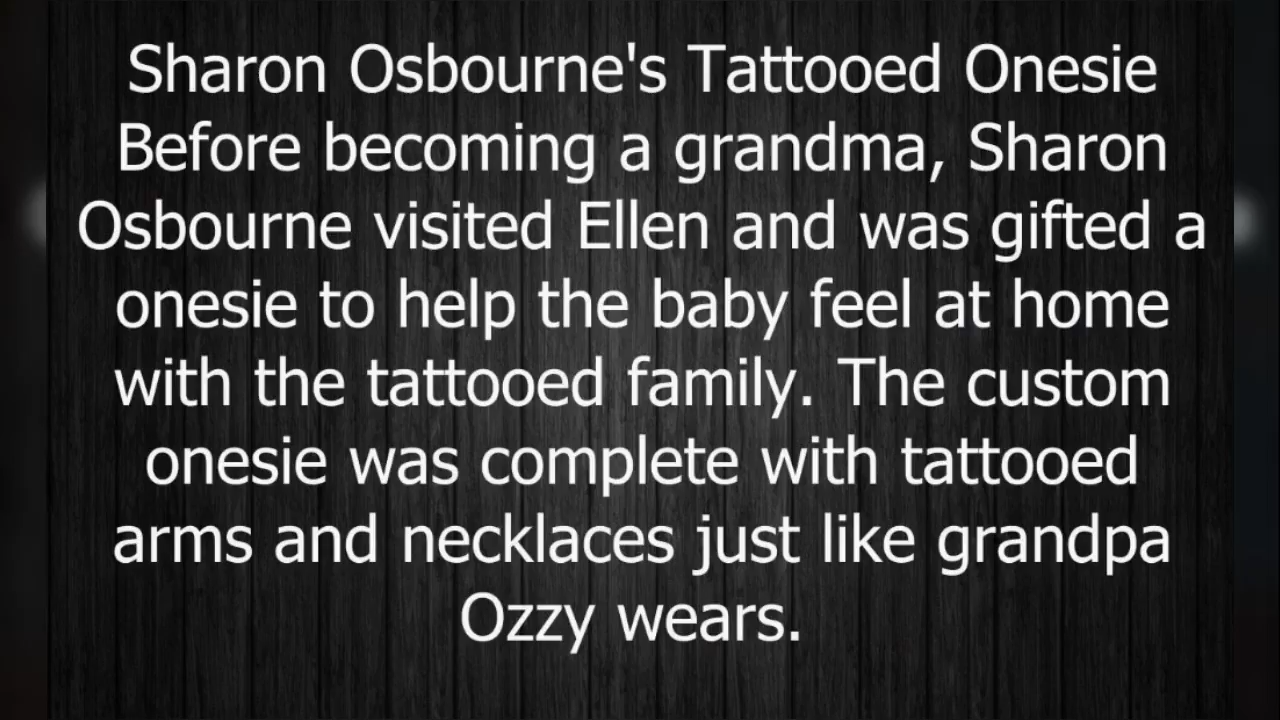 Sharon Osbourne's Tattooed Onesie
Before becoming a grandma, Sharon
Osbourne visited Ellen and was gifted a
onesie to help the baby feel at home
with the tattooed family. The custom
onesie was complete with tattooed
arms and necklaces just like grandpa
Ozzy wears.